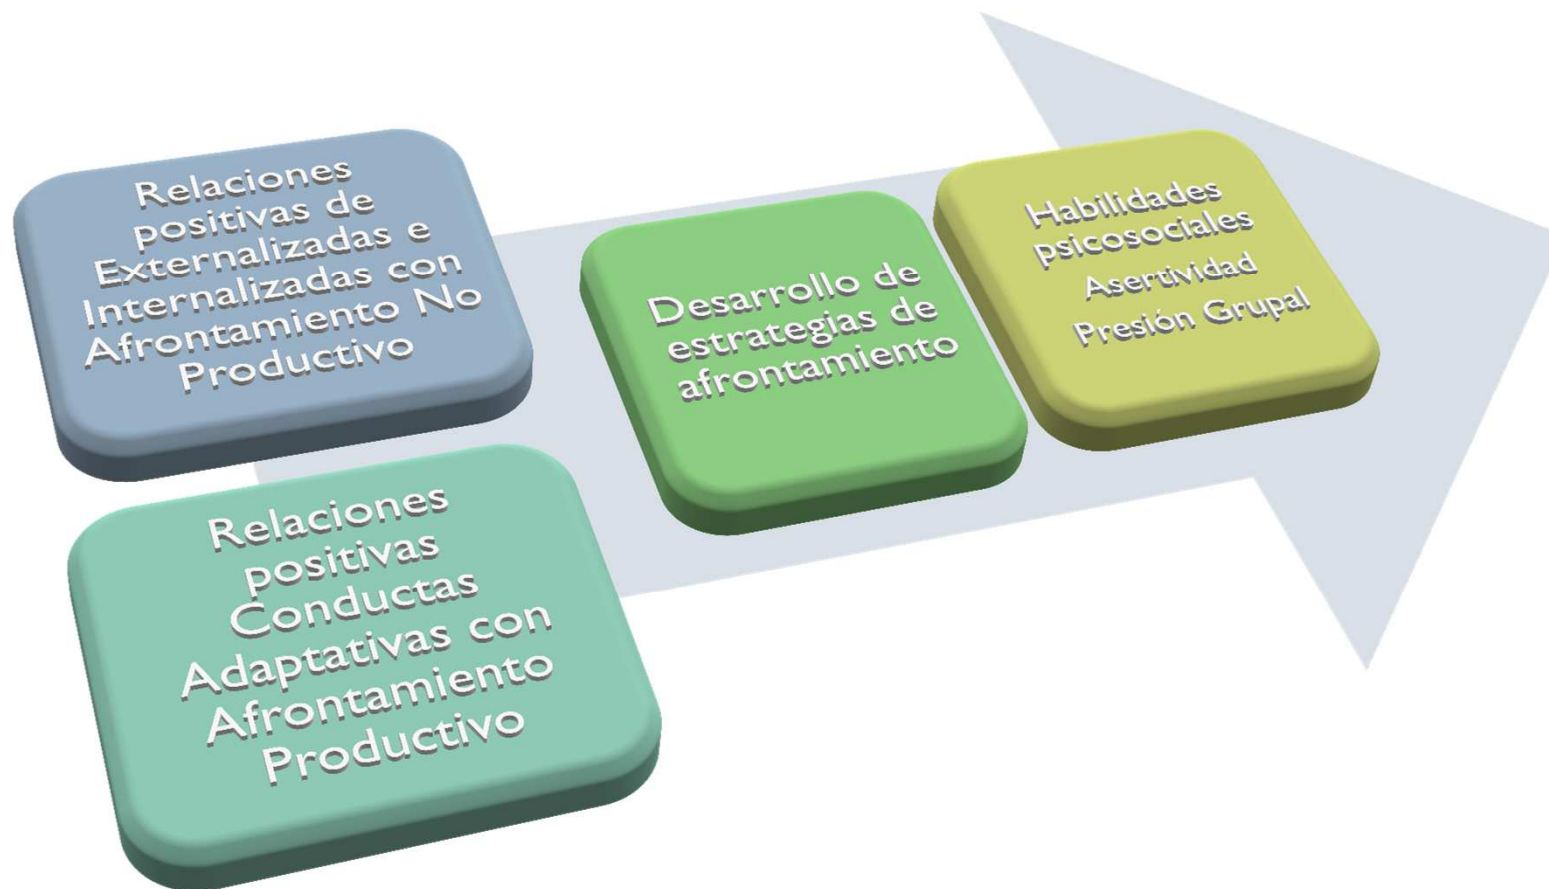 Relaciones
positivas de
Externalizadas e
Internalizadas con
Afrontamiento No
Productivo
Relaciones
positivas
Conductas
Adaptativas con
Afrontamiento
Productivo
Desarrollo de
estrategias de
afrontamiento
Habilidades
psicosociales
Asertividad
Presión Grupal